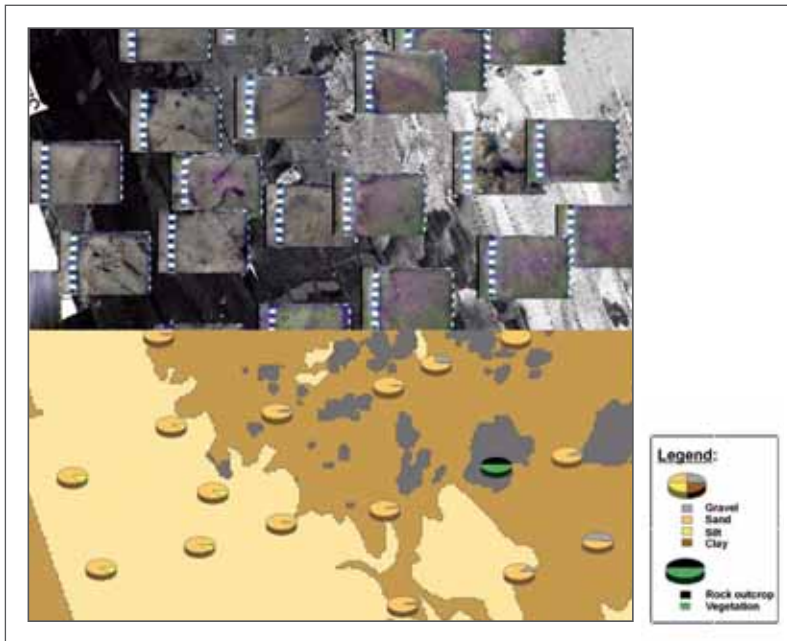 Legend:
Gravel
Sand
Silt
Clay
Rock outcrop
Vegetation